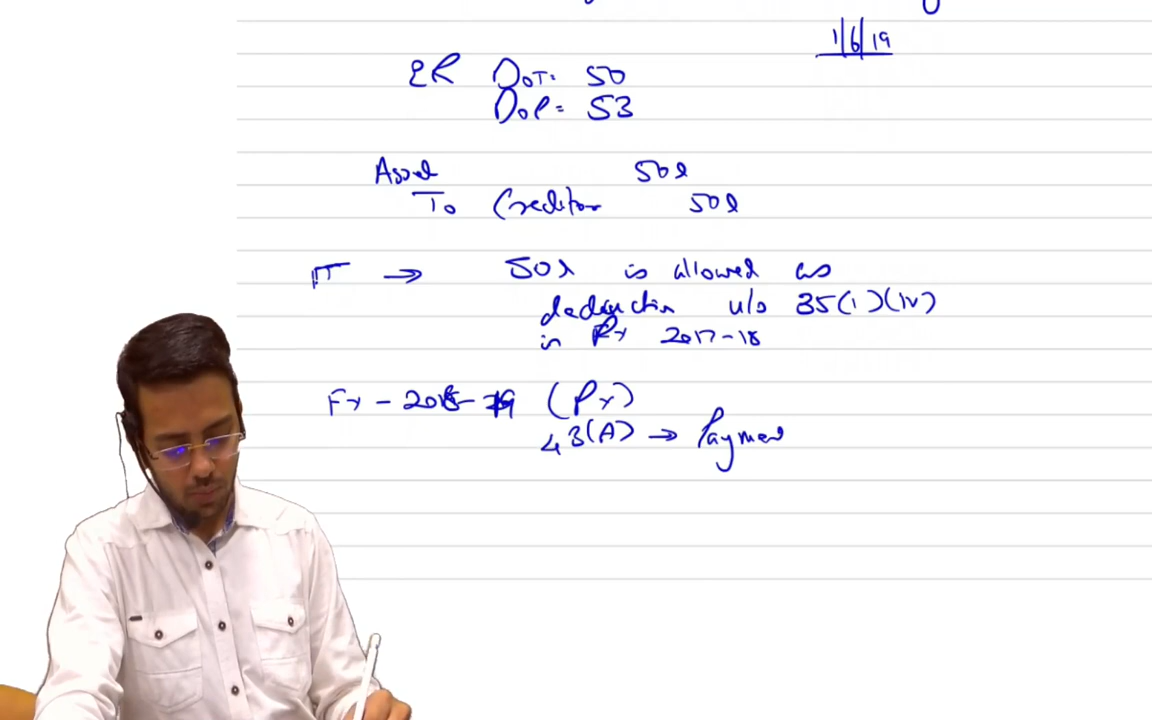 1/6/19
ER DOT = 50
DOP = 53
Asset 50l
To Creditor 50l
IT → 50l is allowed as
deduction u/s 35(1)(iv)
in Py 2017-18
Fy - 2018-19 (Py)
43(A) → Paymen